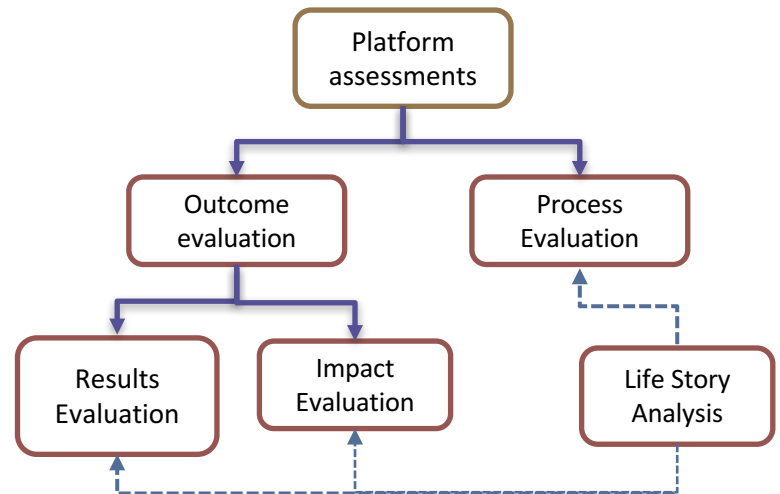 Platform
assessments
Outcome
evaluation
Process
Evaluation
Results
Evaluation
Impact
Evaluation
Life Story
Analysis